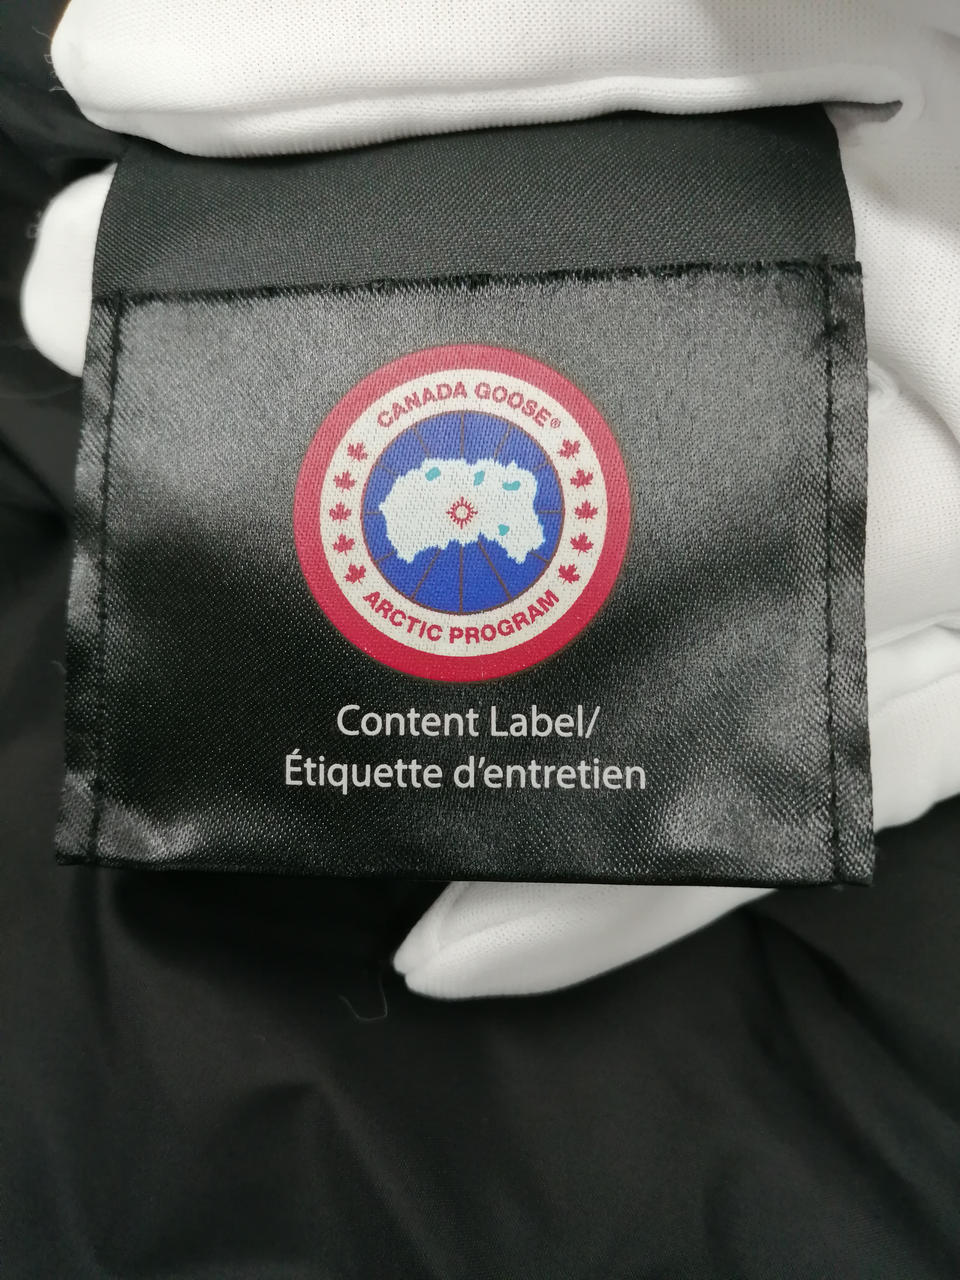 CANADA GOOSE®
ARCTIC PROGRAM
Content Label/
Étiquette d’entretien